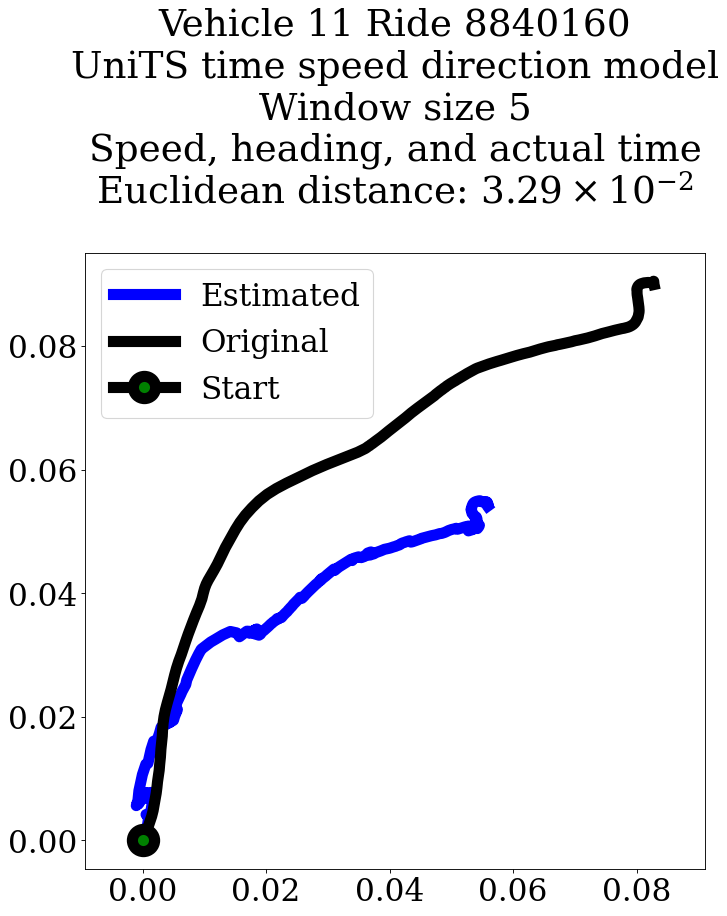 Vehicle 11 Ride 8840160
UniTS time speed direction model
Window size 5
Speed, heading, and actual time
Euclidean distance: 3.29 × 10⁻²
Estimated
Original
Start
0.08
0.06
0.04
0.02
0.00
0.00 0.02 0.04 0.06 0.08